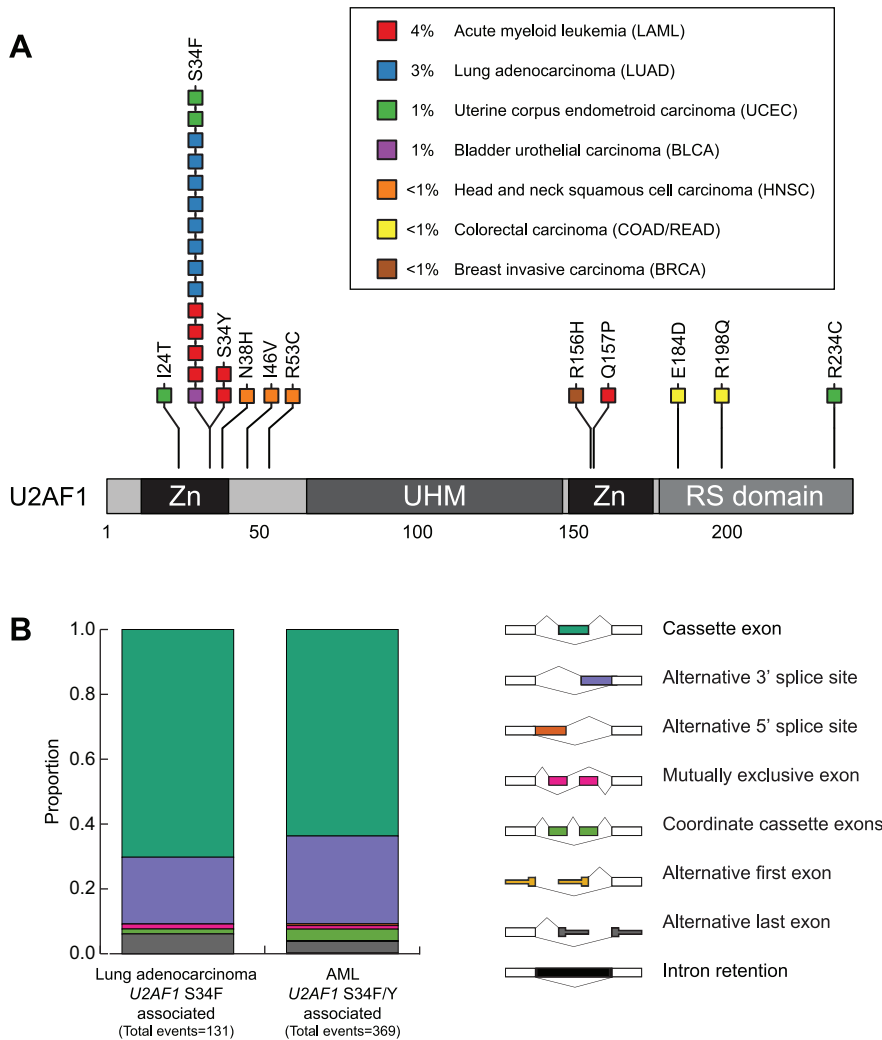 A
4% Acute myeloid leukemia (LAML)
3% Lung adenocarcinoma (LUAD)
1% Uterine corpus endometroid carcinoma (UCEC)
1% Bladder urothelial carcinoma (BLCA)
<1% Head and neck squamous cell carcinoma (HNSC)
<1% Colorectal carcinoma (COAD/READ)
<1% Breast invasive carcinoma (BRCA)
I24T
S34F
S34Y
N38H
I46V
R53C
R156H
Q157P
E184D
R198Q
R234C
U2AF1 Zn UHM Zn RS domain
1 50 100 150 200
B
Proportion
1.0
0.8
0.6
0.4
0.2
0.0
Lung adenocarcinoma
U2AF1 S34F
associated
(Total events=131)
AML
U2AF1 S34F/Y
associated
(Total events=369)
Cassette exon
Alternative 3' splice site
Alternative 5' splice site
Mutually exclusive exon
Coordinate cassette exons
Alternative first exon
Alternative last exon
Intron retention